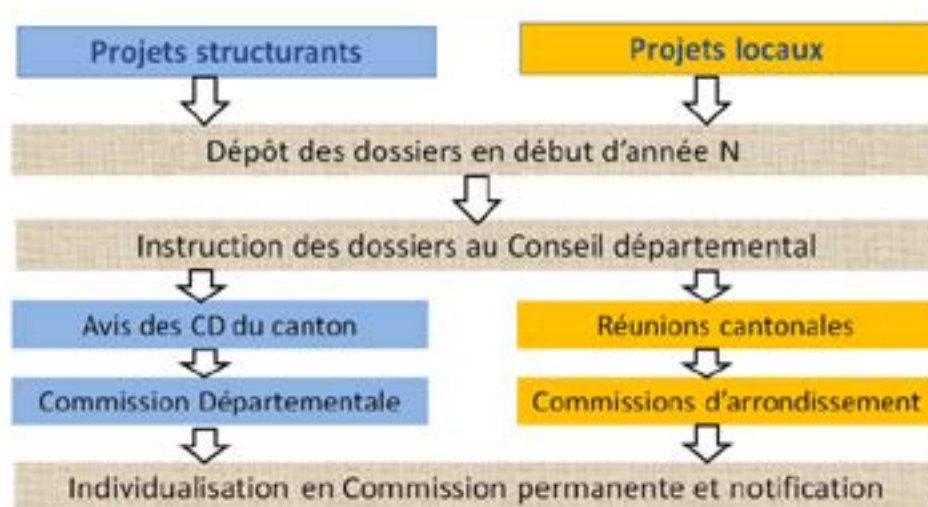 Projets structurants
Projets locaux
Dépôt des dossiers en début d'année N
Instruction des dossiers au Conseil départemental
Avis des CD du canton
Réunions cantonales
Commission Départementale
Commissions d'arrondissement
Individualisation en Commission permanente et notification